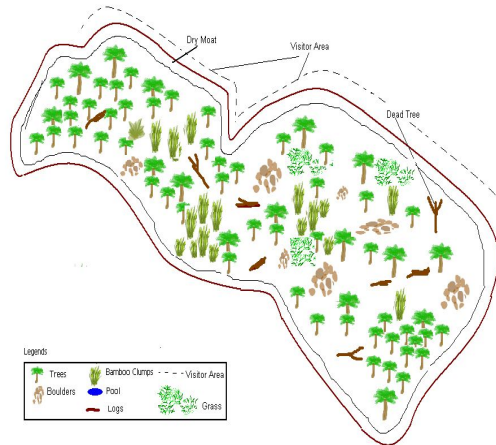 Dry Moat
Visitor Area
Dead Tree
Legends
Trees
Bamboo Clumps
Visitor Area
Boulders
Pool
Logs
Grass